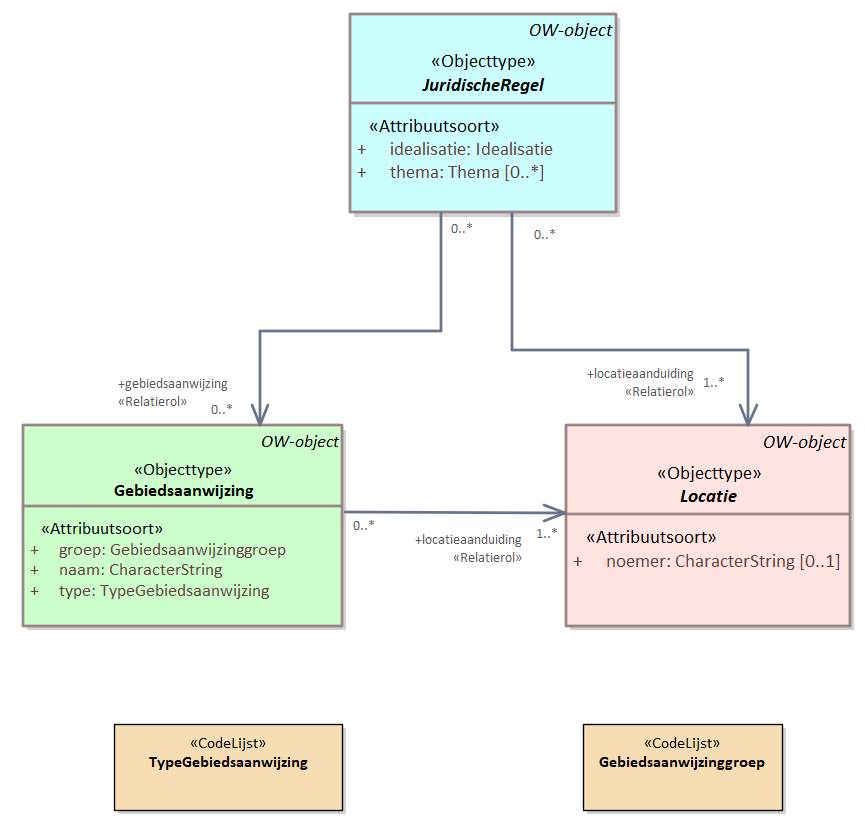 OW-object
«Objecttype»
JuridischeRegel
«Attribuutsoort»
+ idealisatie: Idealisatie
+ thema: Thema [0..*]
0..*
0..*
+gebiedsaanwijzing
«Relatierol»
0..*
+locatieaanduiding
«Relatierol»
1..*
OW-object
«Objecttype»
Gebiedsaanwijzing
«Attribuutsoort»
+ groep: Gebiedsaanwijzinggroep
+ naam: CharacterString
+ type: TypeGebiedsaanwijzing
0..*
+locatieaanduiding
«Relatierol»
1..*
OW-object
«Objecttype»
Locatie
«Attribuutsoort»
+ noemer: CharacterString [0..1]
«CodeLijst»
TypeGebiedsaanwijzing
«CodeLijst»
Gebiedsaanwijzinggroep